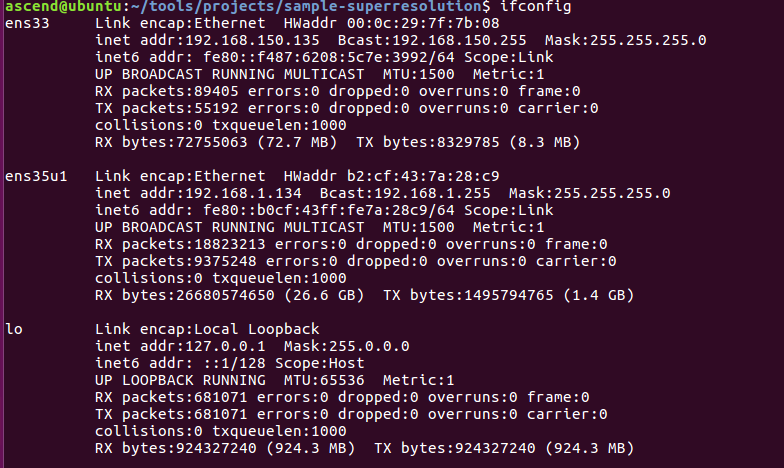 ascend@ubuntu:~/tools/projects/sample-superresolution$ ifconfig
ens33     Link encap:Ethernet  HWaddr 00:0c:29:7f:7b:08
          inet addr:192.168.150.135  Bcast:192.168.150.255  Mask:255.255.255.0
          inet6 addr: fe80::f487:6208:5c7e:3992/64 Scope:Link
          UP BROADCAST RUNNING MULTICAST  MTU:1500  Metric:1
          RX packets:89405 errors:0 dropped:0 overruns:0 frame:0
          TX packets:55192 errors:0 dropped:0 overruns:0 carrier:0
          collisions:0 txqueuelen:1000
          RX bytes:72755063 (72.7 MB)  TX bytes:8329785 (8.3 MB)
ens35u1   Link encap:Ethernet  HWaddr b2:cf:43:7a:28:c9
          inet addr:192.168.1.134  Bcast:192.168.1.255  Mask:255.255.255.0
          inet6 addr: fe80::b0cf:43ff:fe7a:28c9/64 Scope:Link
          UP BROADCAST RUNNING MULTICAST  MTU:1500  Metric:1
          RX packets:18823213 errors:0 dropped:0 overruns:0 frame:0
          TX packets:9375248 errors:0 dropped:0 overruns:0 carrier:0
          collisions:0 txqueuelen:1000
          RX bytes:26680574650 (26.6 GB)  TX bytes:1495794765 (1.4 GB)
lo        Link encap:Local Loopback
          inet addr:127.0.0.1  Mask:255.0.0.0
          inet6 addr: ::1/128 Scope:Host
          UP LOOPBACK RUNNING  MTU:65536  Metric:1
          RX packets:681071 errors:0 dropped:0 overruns:0 frame:0
          TX packets:681071 errors:0 dropped:0 overruns:0 carrier:0
          collisions:0 txqueuelen:1000
          RX bytes:924327240 (924.3 MB)  TX bytes:924327240 (924.3 MB)